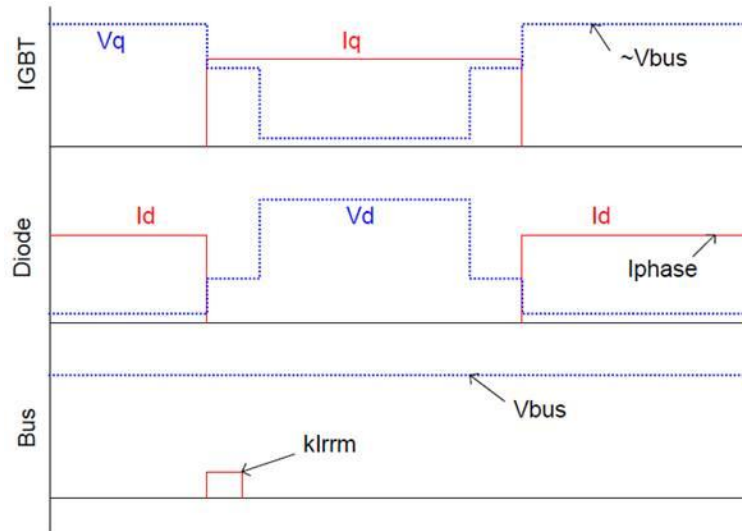 IGBT
Vq
Iq
~Vbus
Diode
Id
Vd
Id
Iphase
Bus
Vbus
kIrrm